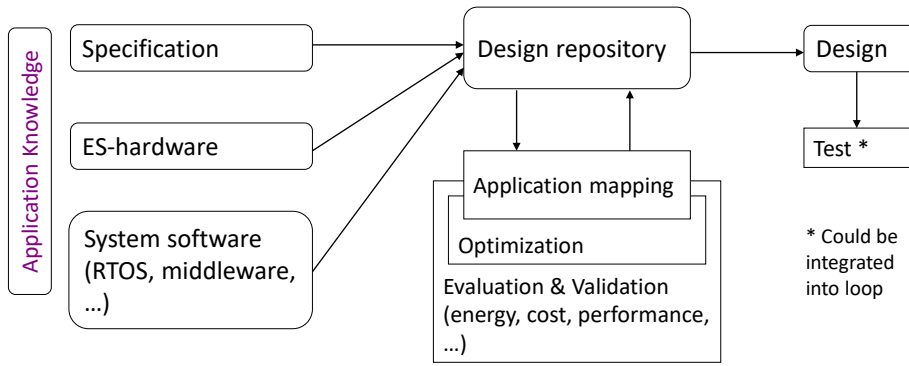 Application Knowledge
Specification
ES-hardware
System software
(RTOS, middleware,
…)
Design repository
Application mapping
Optimization
Evaluation & Validation
(energy, cost, performance,
…)
Design
Test *
* Could be
integrated
into loop